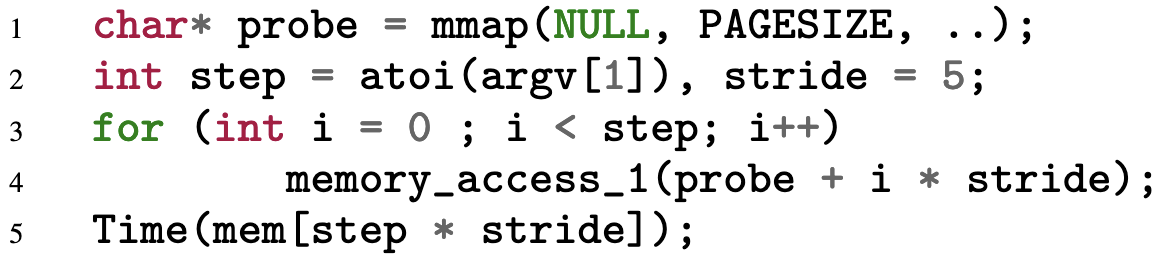 1 char* probe = mmap(NULL, PAGESIZE, ..);
2 int step = atoi(argv[1]), stride = 5;
3 for (int i = 0 ; i < step; i++)
4 memory_access_1(probe + i * stride);
5 Time(mem[step * stride]);